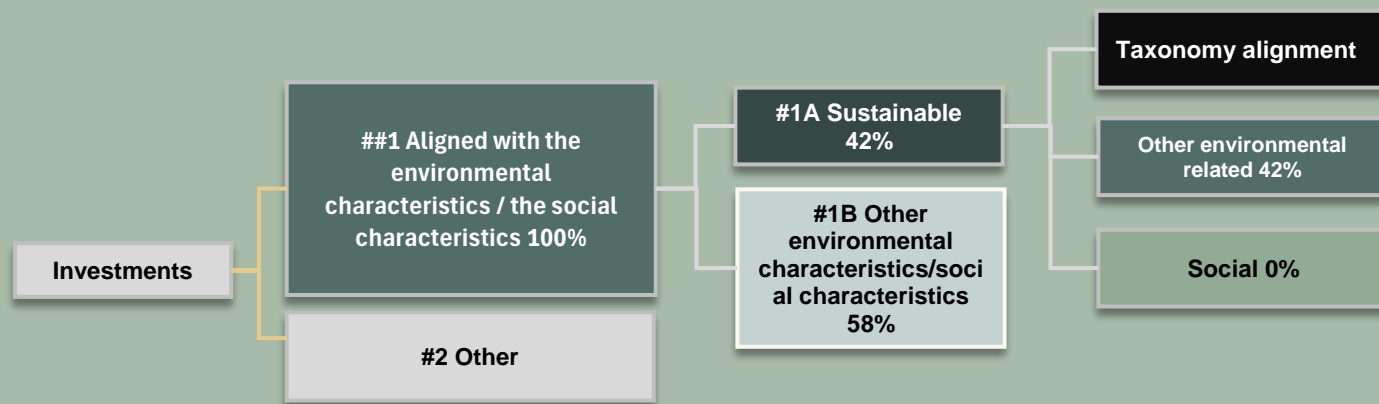 Investments
##1 Aligned with the
environmental
characteristics / the social
characteristics 100%
#2 Other
#1A Sustainable
42%
#1B Other
environmental
characteristics/soci
al characteristics
58%
Taxonomy alignment
Other environmental
related 42%
Social 0%